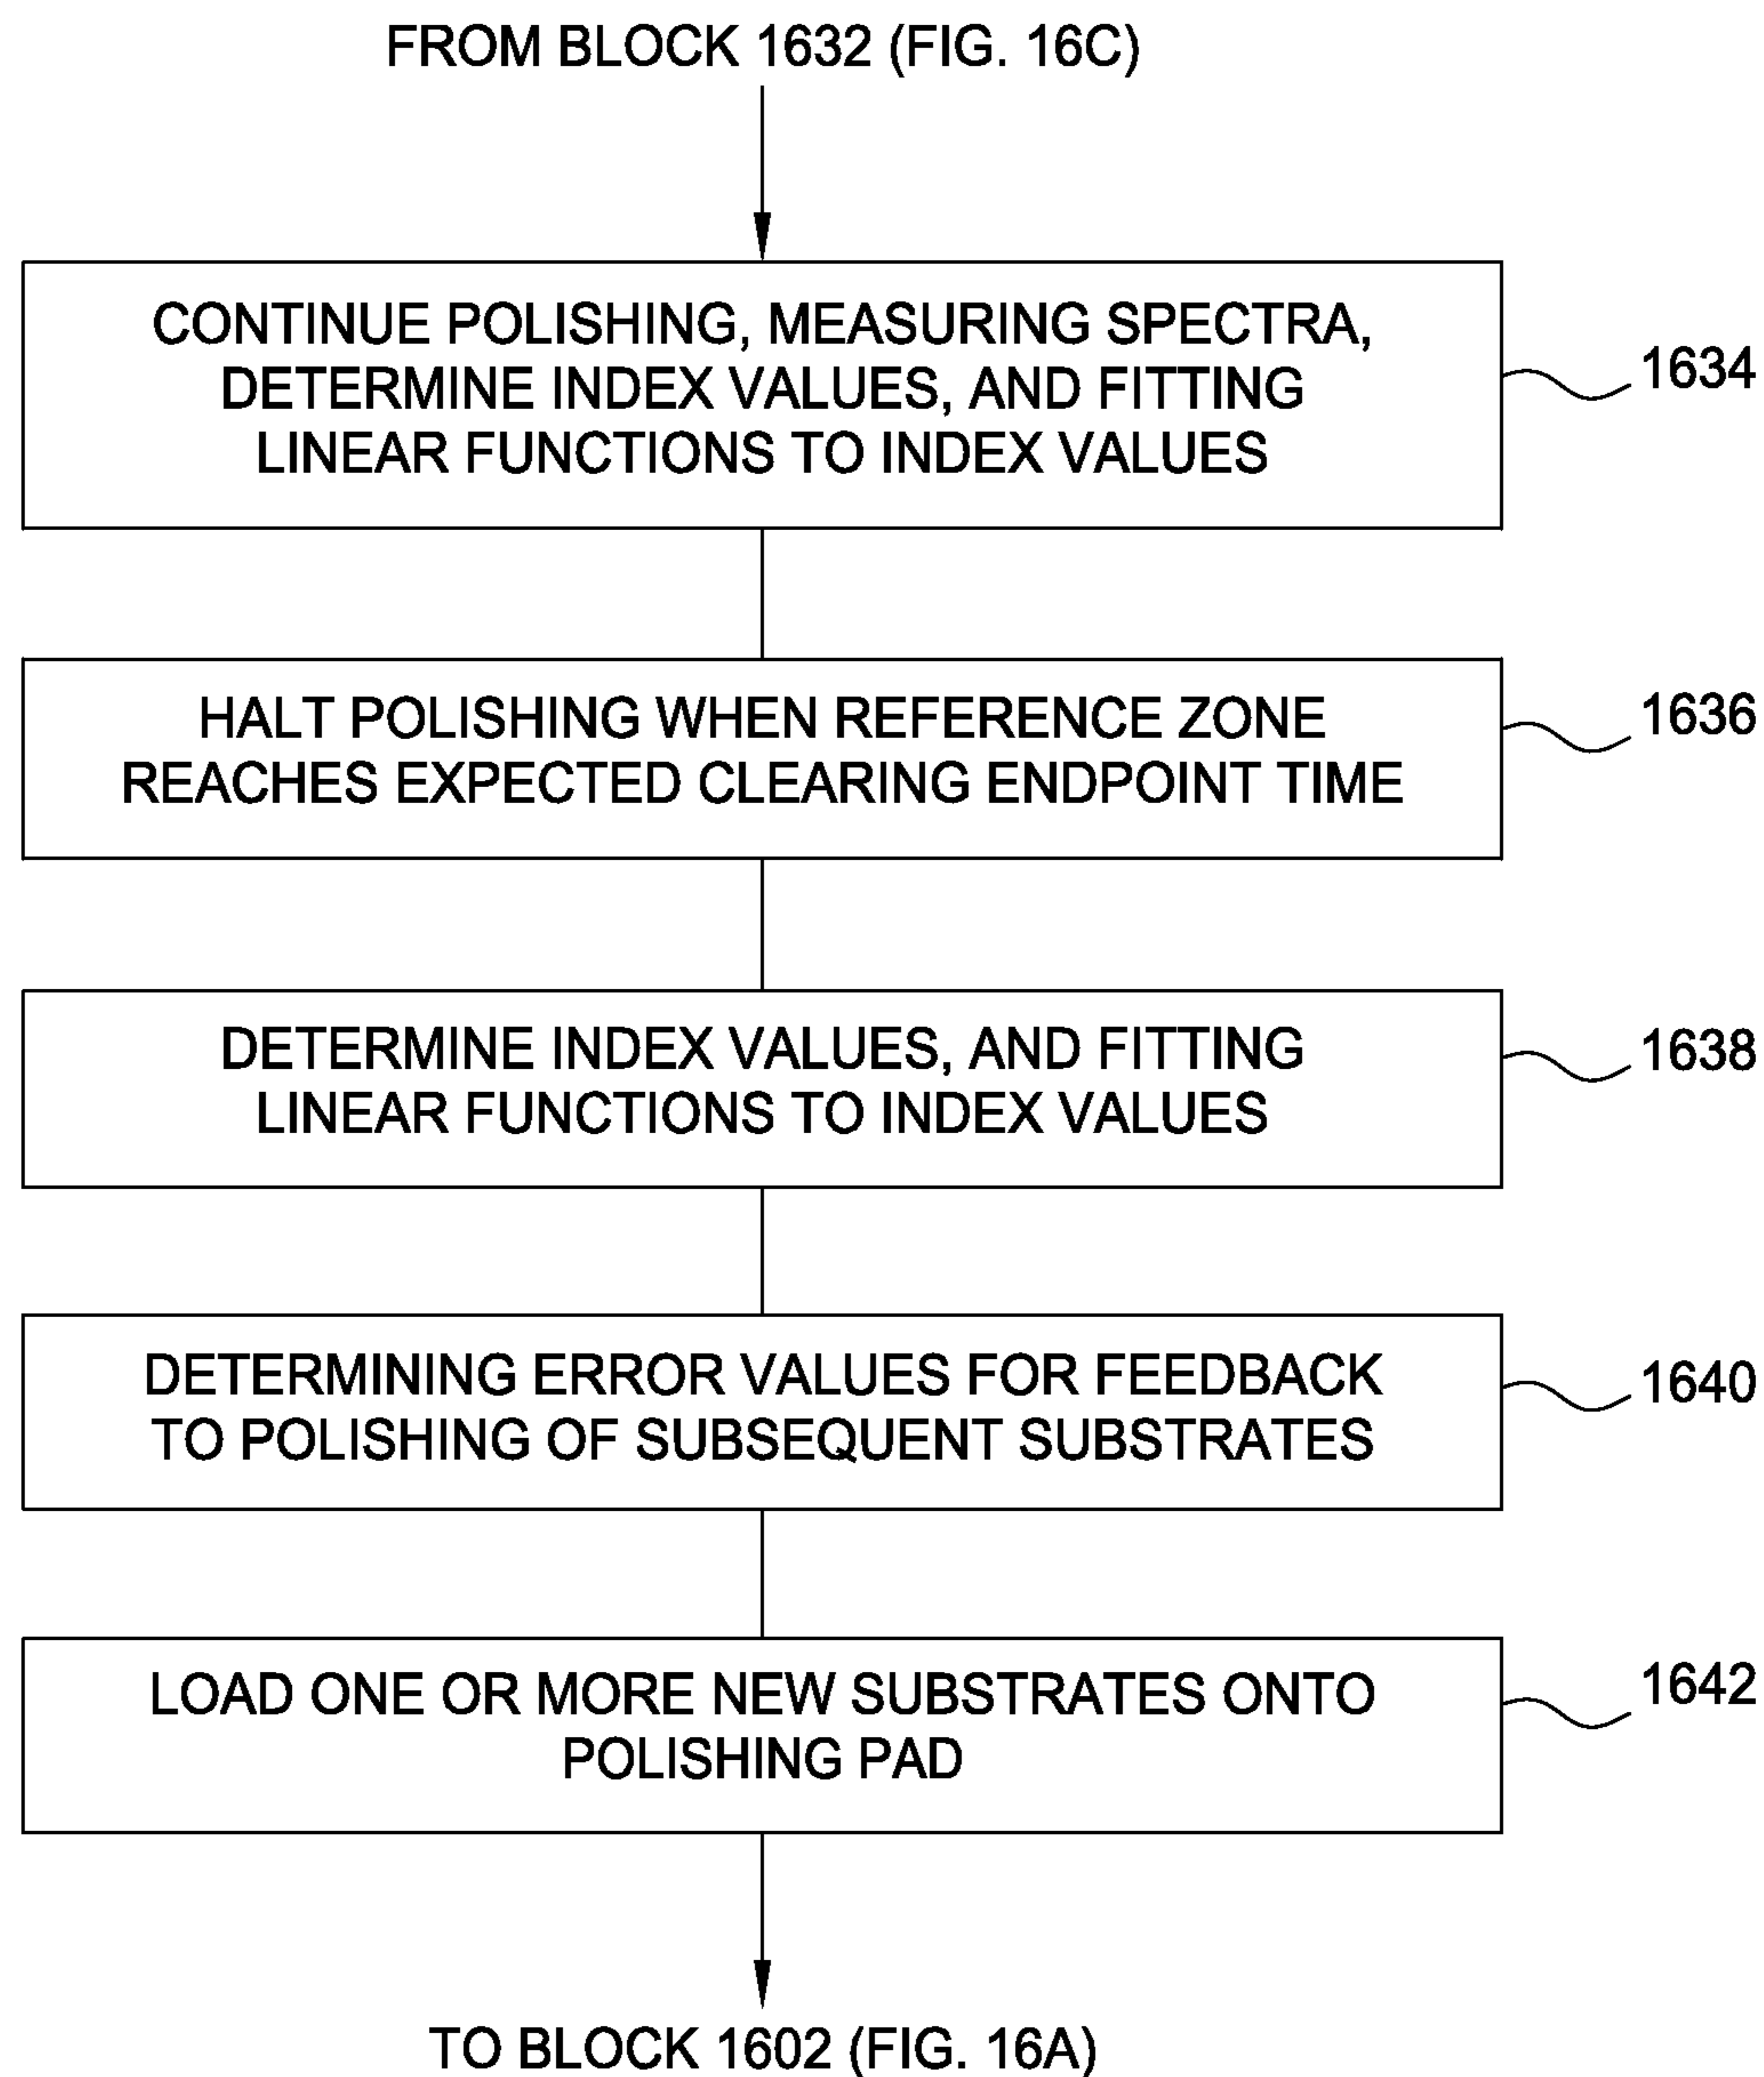 FROM BLOCK 1632 (FIG. 16C)
CONTINUE POLISHING, MEASURING SPECTRA,
DETERMINE INDEX VALUES, AND FITTING
LINEAR FUNCTIONS TO INDEX VALUES
1634
HALT POLISHING WHEN REFERENCE ZONE
REACHES EXPECTED CLEARING ENDPOINT TIME
1636
DETERMINE INDEX VALUES, AND FITTING
LINEAR FUNCTIONS TO INDEX VALUES
1638
DETERMINING ERROR VALUES FOR FEEDBACK
TO POLISHING OF SUBSEQUENT SUBSTRATES
1640
LOAD ONE OR MORE NEW SUBSTRATES ONTO
POLISHING PAD
1642
TO BLOCK 1602 (FIG. 16A)